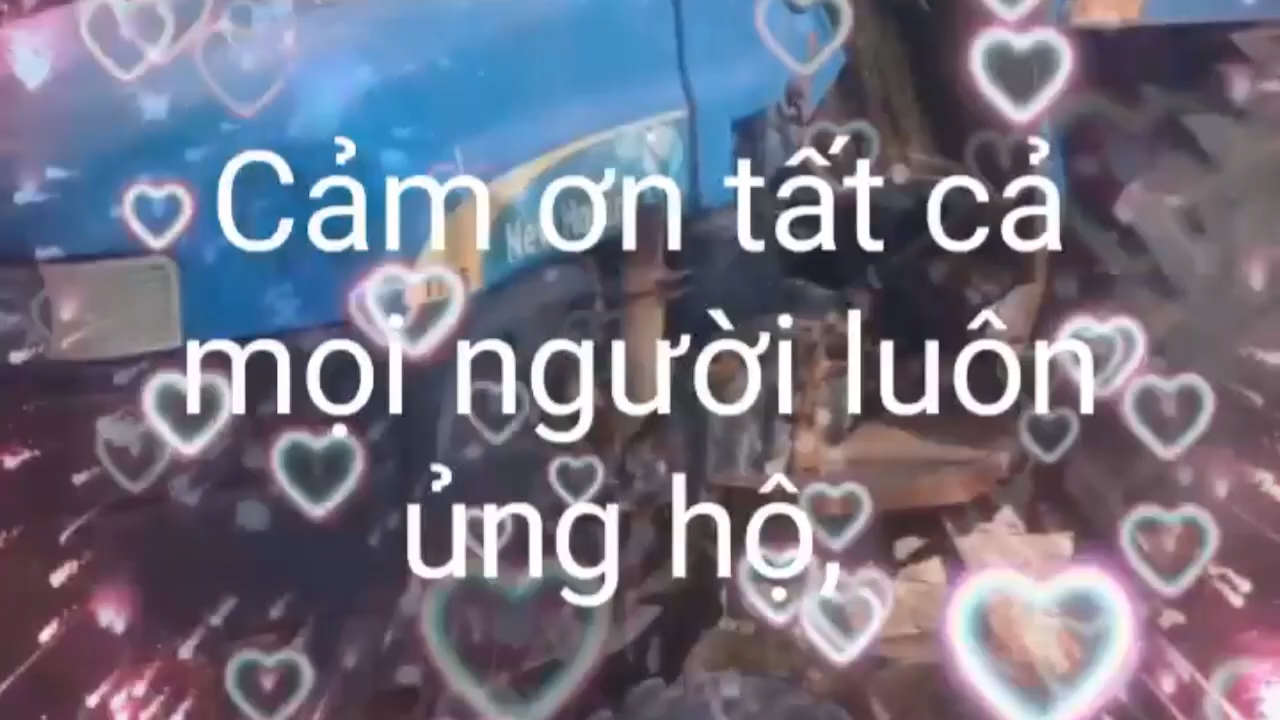 Cảm ơn tất cả
mọi người luôn
ủng hộ,